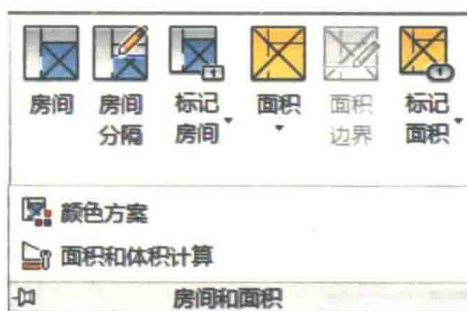 房间 房间 标记 面积 面积 标记
分隔 房间 边界 面积
颜色方案
面积和体积计算
房间和面积